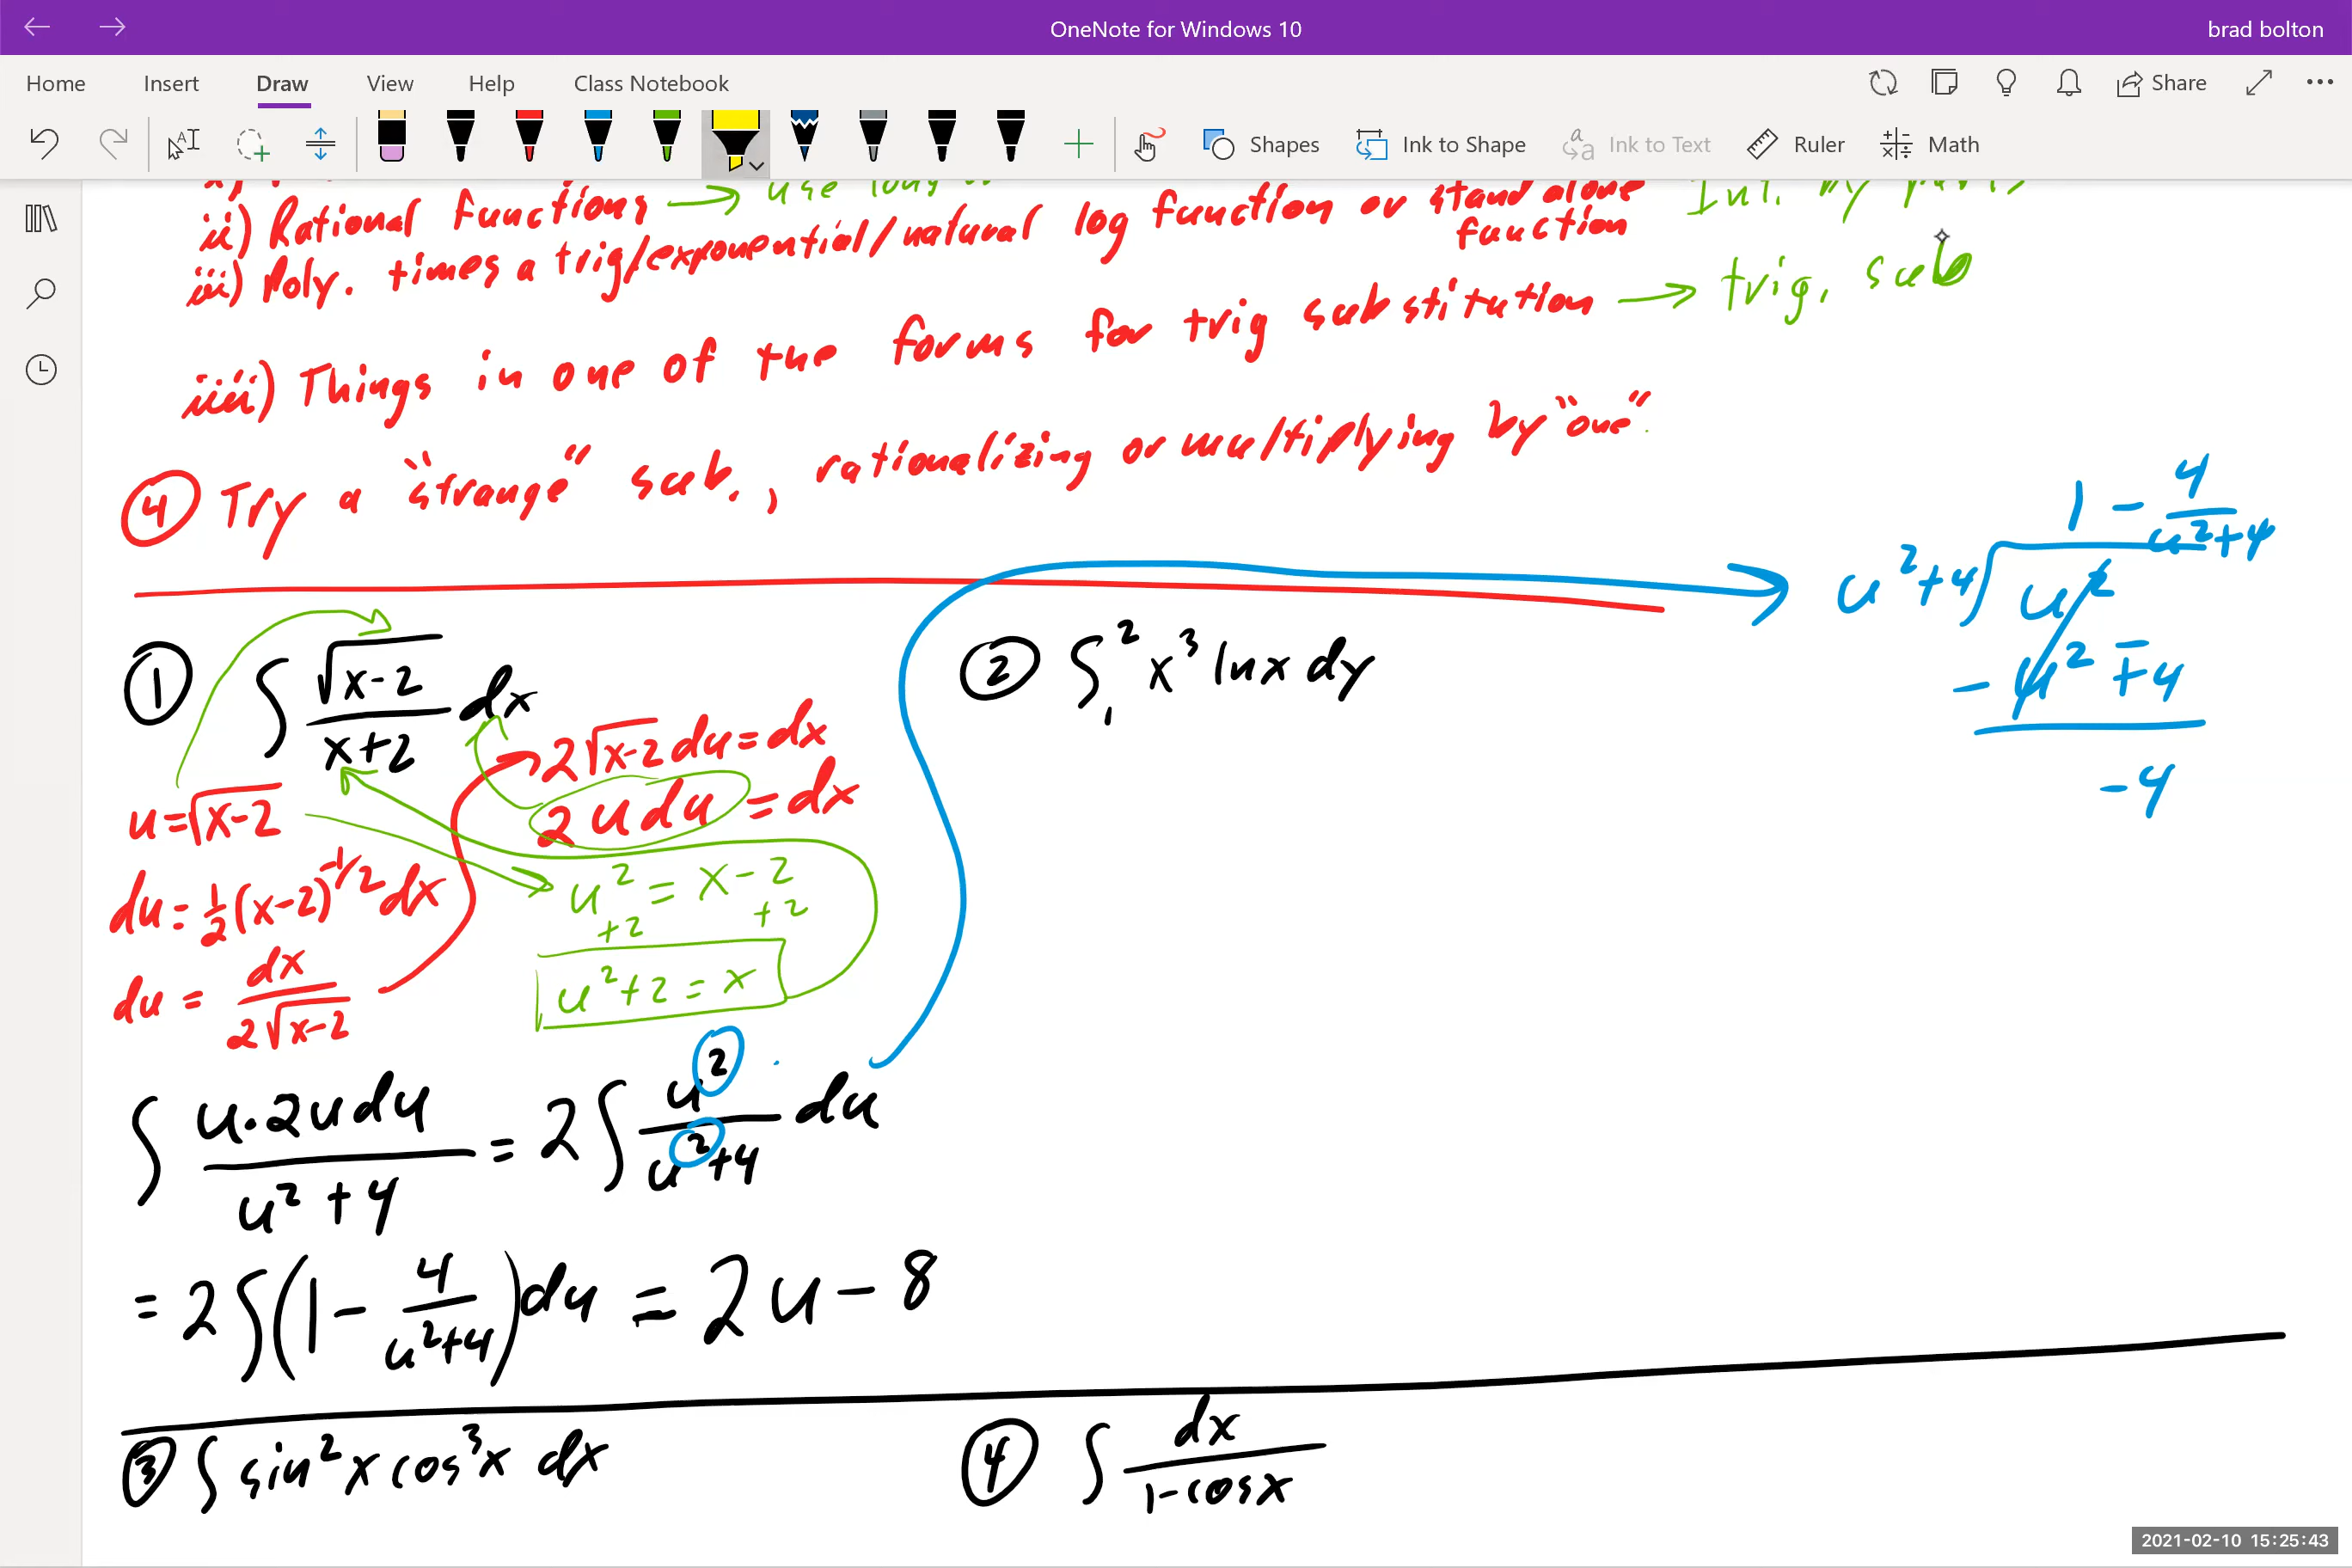 OneNote for Windows 10
brad bolton
Home Insert Draw View Help Class Notebook Share
Shapes Ink to Shape Ink to Text Ruler Math
use long
ii) Rational functions →
iii) Poly. times a trig/exponential/natural log function or stand alone function
Int. by parts
iiii) Things in one of the forms for trig substitution → trig. sub
④ Try a "strange" sub., rationalizing or multiplying by "one".
1 - 4/(u²+4)
u²+4)u²
- u² ∓4
-4
① ∫ √(x-2)/(x+2) dx
② ∫₁² x³ ln x dy
2√(x-2) du = dx
2udu = dx
u=√(x-2)
du = 1/2 (x-2)^(-1/2) dx
du = dx/(2√(x-2))
u² = x-2
+2 +2
u²+2 = x
∫ u·2udu/(u²+4) = 2∫ u²/(u²+4) du
= 2∫(1 - 4/(u²+4))du = 2u - 8
③ ∫ sin²x cos³x dx
④ ∫ dx/(1-cosx)
2021-02-10 15:25:43